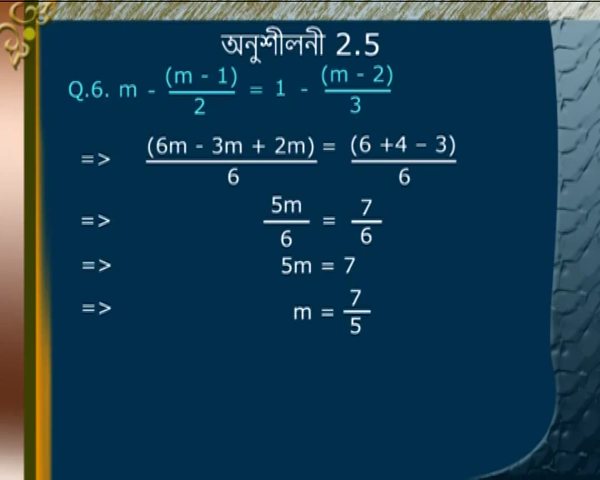 অনুশীলনী 2.5
Q.6. m - (m - 1)/2 = 1 - (m - 2)/3
=> (6m - 3m + 2m)/6 = (6 +4 – 3)/6
=> 5m/6 = 7/6
=> 5m = 7
=> m = 7/5